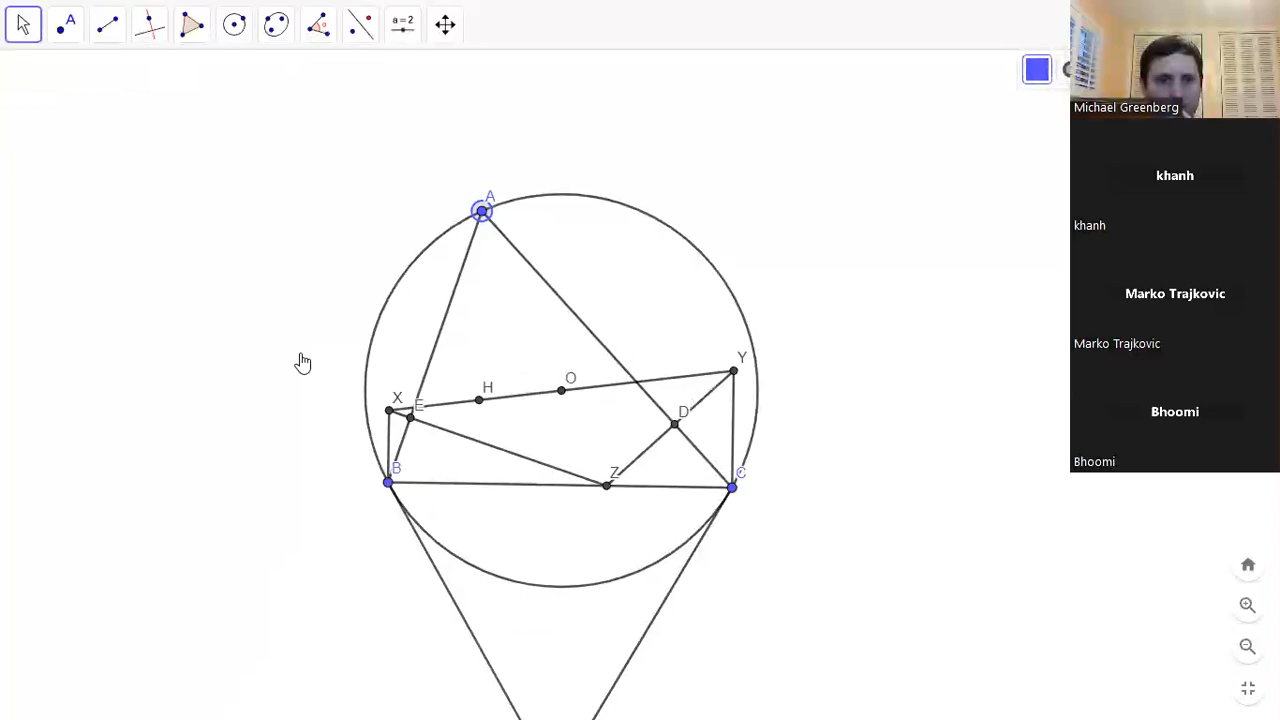 A
a = 2
Michael Greenberg
khanh
khanh
Marko Trajkovic
Marko Trajkovic
Bhoomi
Bhoomi
A
Y
X
H
O
E
D
B
Z
C